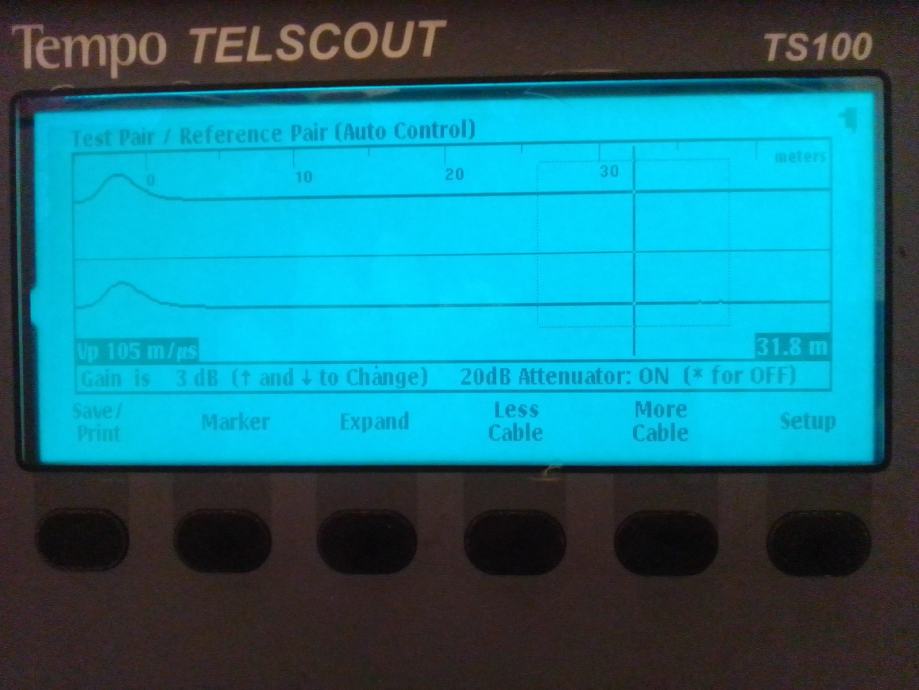 Tempo TELSCOUT TS100
Test Pair / Reference Pair (Auto Control)
0 10 20 30 meters
Vp 105 m/µs 31.8 m
Gain is 3 dB (↑ and ↓ to Change) 20dB Attenuator: ON (* for OFF)
Save/
Print
Marker
Expand
Less
Cable
More
Cable
Setup